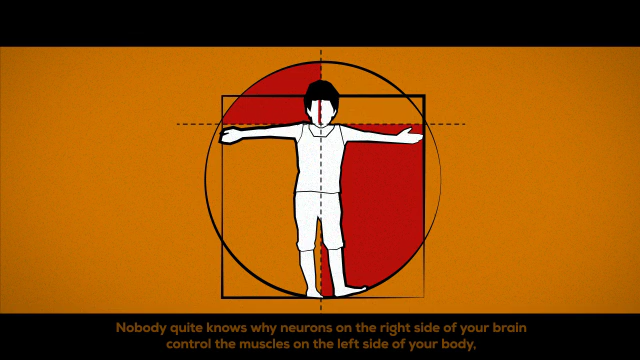 Nobody quite knows why neurons on the right side of your brain
control the muscles on the left side of your body,